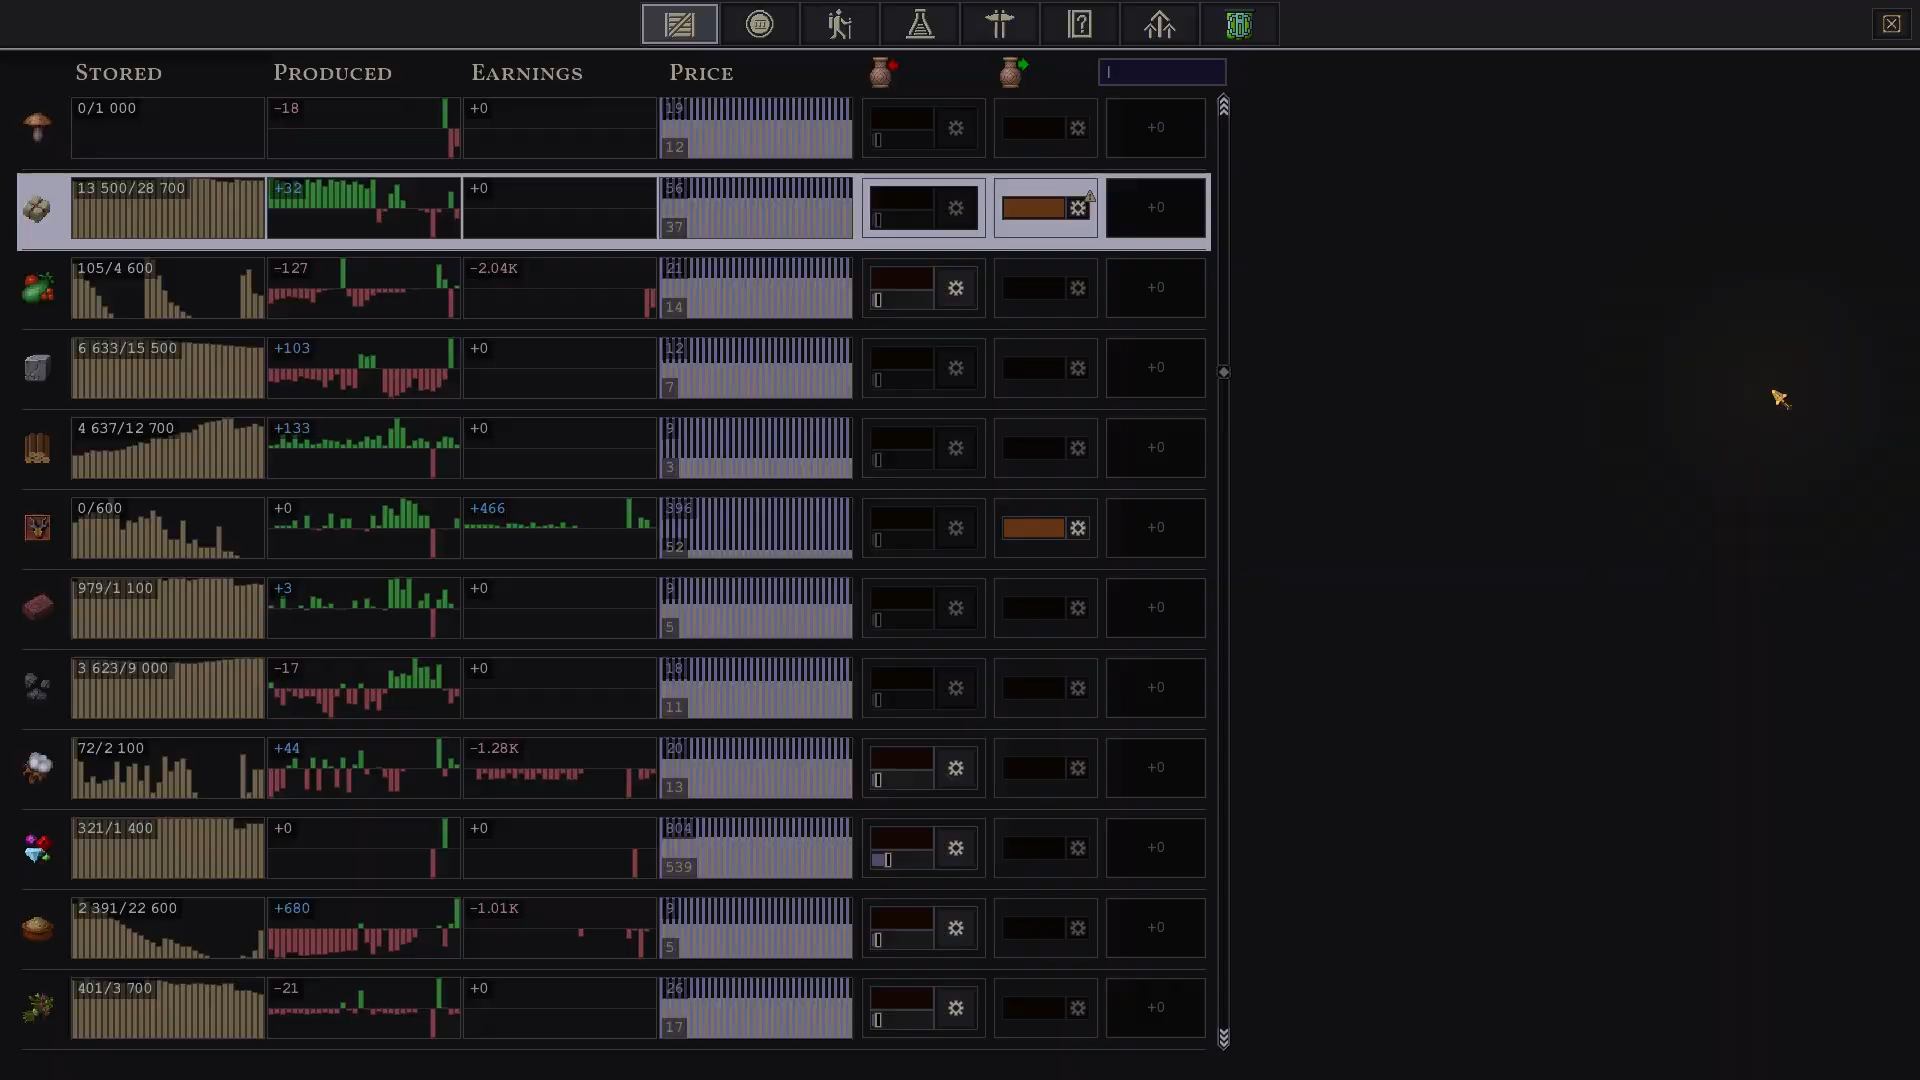 STORED PRODUCED EARNINGS PRICE
0/1 000 -18 +0 19 12 +0
13 500/28 700 +32 +0 56 37 +0
105/4 600 -127 -2.04K 21 14 +0
6 633/15 500 +103 +0 12 7 +0
4 637/12 700 +133 +0 9 3 +0
0/600 +0 +466 396 52 +0
979/1 100 +3 +0 9 5 +0
3 623/9 000 -17 +0 18 11 +0
72/2 100 +44 -1.28K 20 13 +0
321/1 400 +0 +0 804 539 +0
2 391/22 600 +680 -1.01K 9 5 +0
401/3 700 -21 +0 26 17 +0